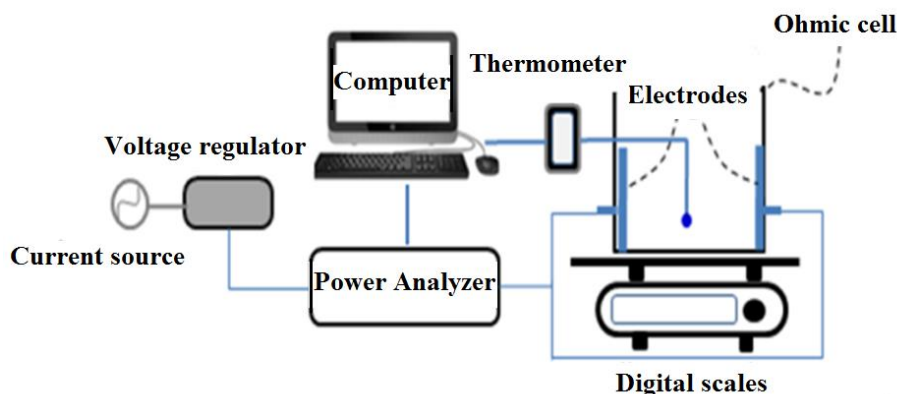 Ohmic cell
Computer
Thermometer
Electrodes
Voltage regulator
Current source
Power Analyzer
Digital scales